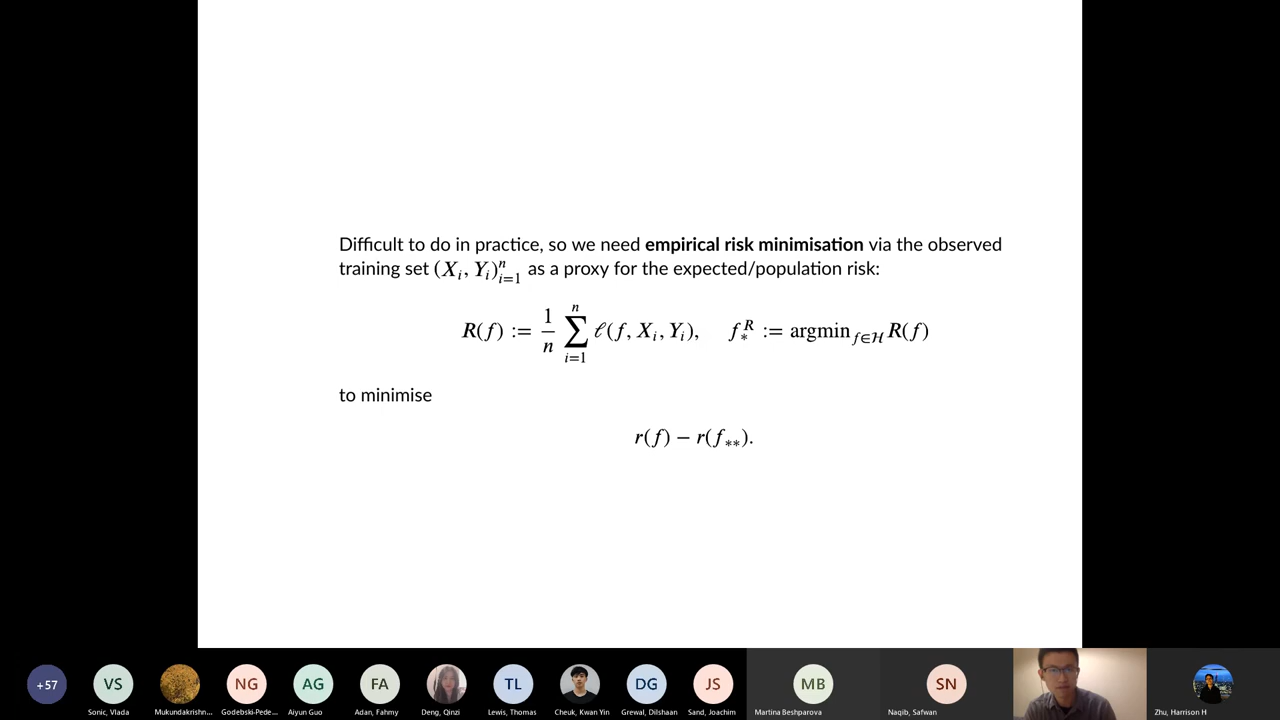 Difficult to do in practice, so we need empirical risk minimisation via the observed
training set (X_i, Y_i)_{i=1}^n as a proxy for the expected/population risk:
R(f) := \frac{1}{n} \sum_{i=1}^{n} ℓ(f, X_i, Y_i), f_*^R := argmin_{f∈ℋ} R(f)
to minimise
r(f) − r(f_{**}).
+57 VS NG AG FA TL DG JS MB SN
Sonic, Vlada Mukundakrishn... Godebski-Pede... Aiyun Guo Adan, Fahmy Deng, Qinzi Lewis, Thomas Cheuk, Kwan Yin Grewal, Dilshaan Sand, Joachim Martina Beshparova Naqib, Safwan Zhu, Harrison H